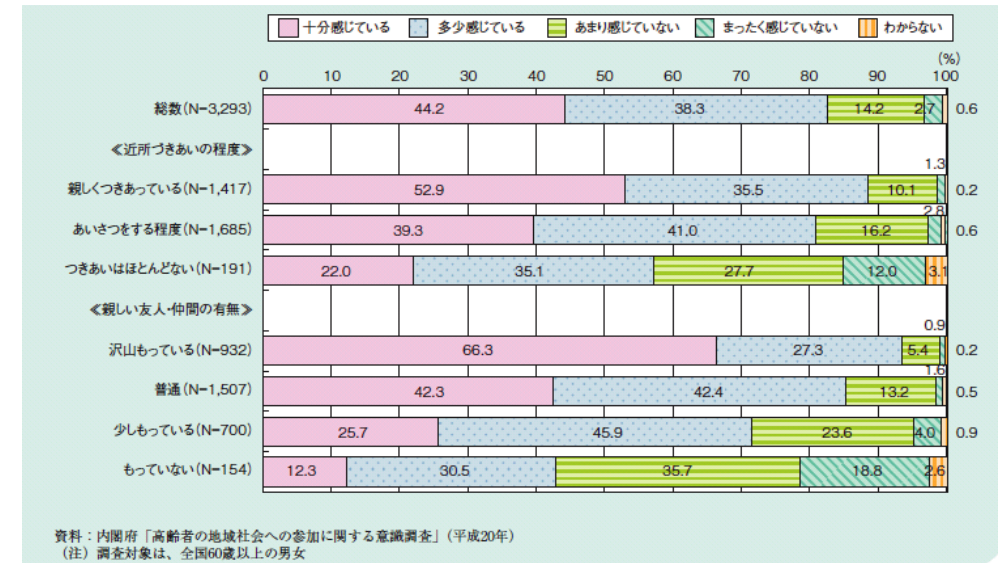 十分感じている 多少感じている あまり感じていない まったく感じていない わからない
(%)
0 10 20 30 40 50 60 70 80 90 100
総数(N=3,293) 44.2 38.3 14.2 2.7 0.6
≪近所づきあいの程度≫
1.3
親しくつきあっている(N=1,417) 52.9 35.5 10.1 0.2
2.8
あいさつをする程度(N=1,685) 39.3 41.0 16.2 0.6
つきあいはほとんどない(N=191) 22.0 35.1 27.7 12.0 3.1
≪親しい友人・仲間の有無≫
0.9
沢山もっている(N=932) 66.3 27.3 5.4 0.2
1.6
普通(N=1,507) 42.3 42.4 13.2 0.5
少しもっている(N=700) 25.7 45.9 23.6 4.0 0.9
もっていない(N=154) 12.3 30.5 35.7 18.8 2.6
資料：内閣府「高齢者の地域社会への参加に関する意識調査」(平成20年)
(注) 調査対象は、全国60歳以上の男女